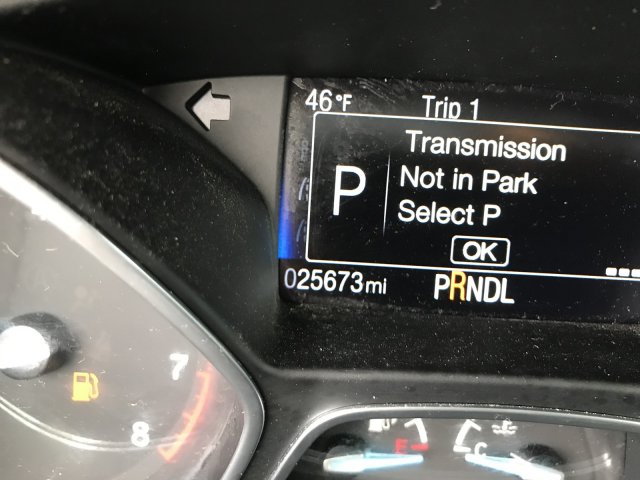 46°F Trip 1
Transmission
P Not in Park
Select P
OK
025673mi PRNDL
7
8
E C